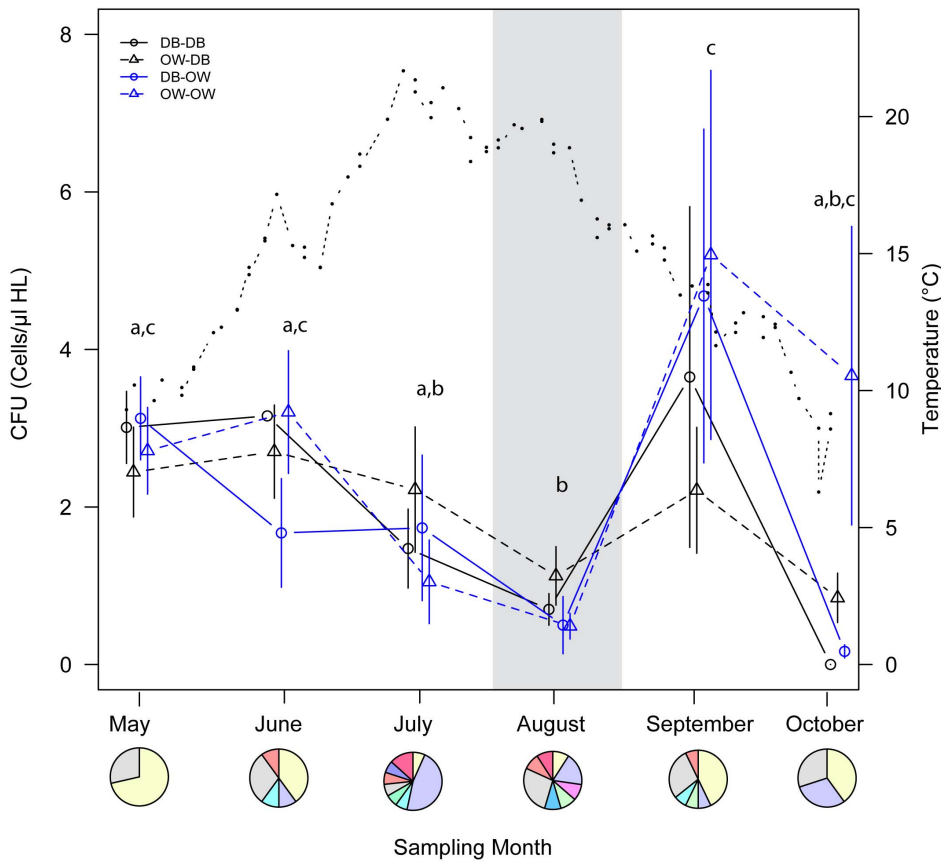 8
6
4
2
0
CFU (Cells/µl HL)
DB-DB
OW-DB
DB-OW
OW-OW
a,c
a,c
a,b
b
c
a,b,c
20
15
10
5
0
Temperature (°C)
May June July August September October
Sampling Month